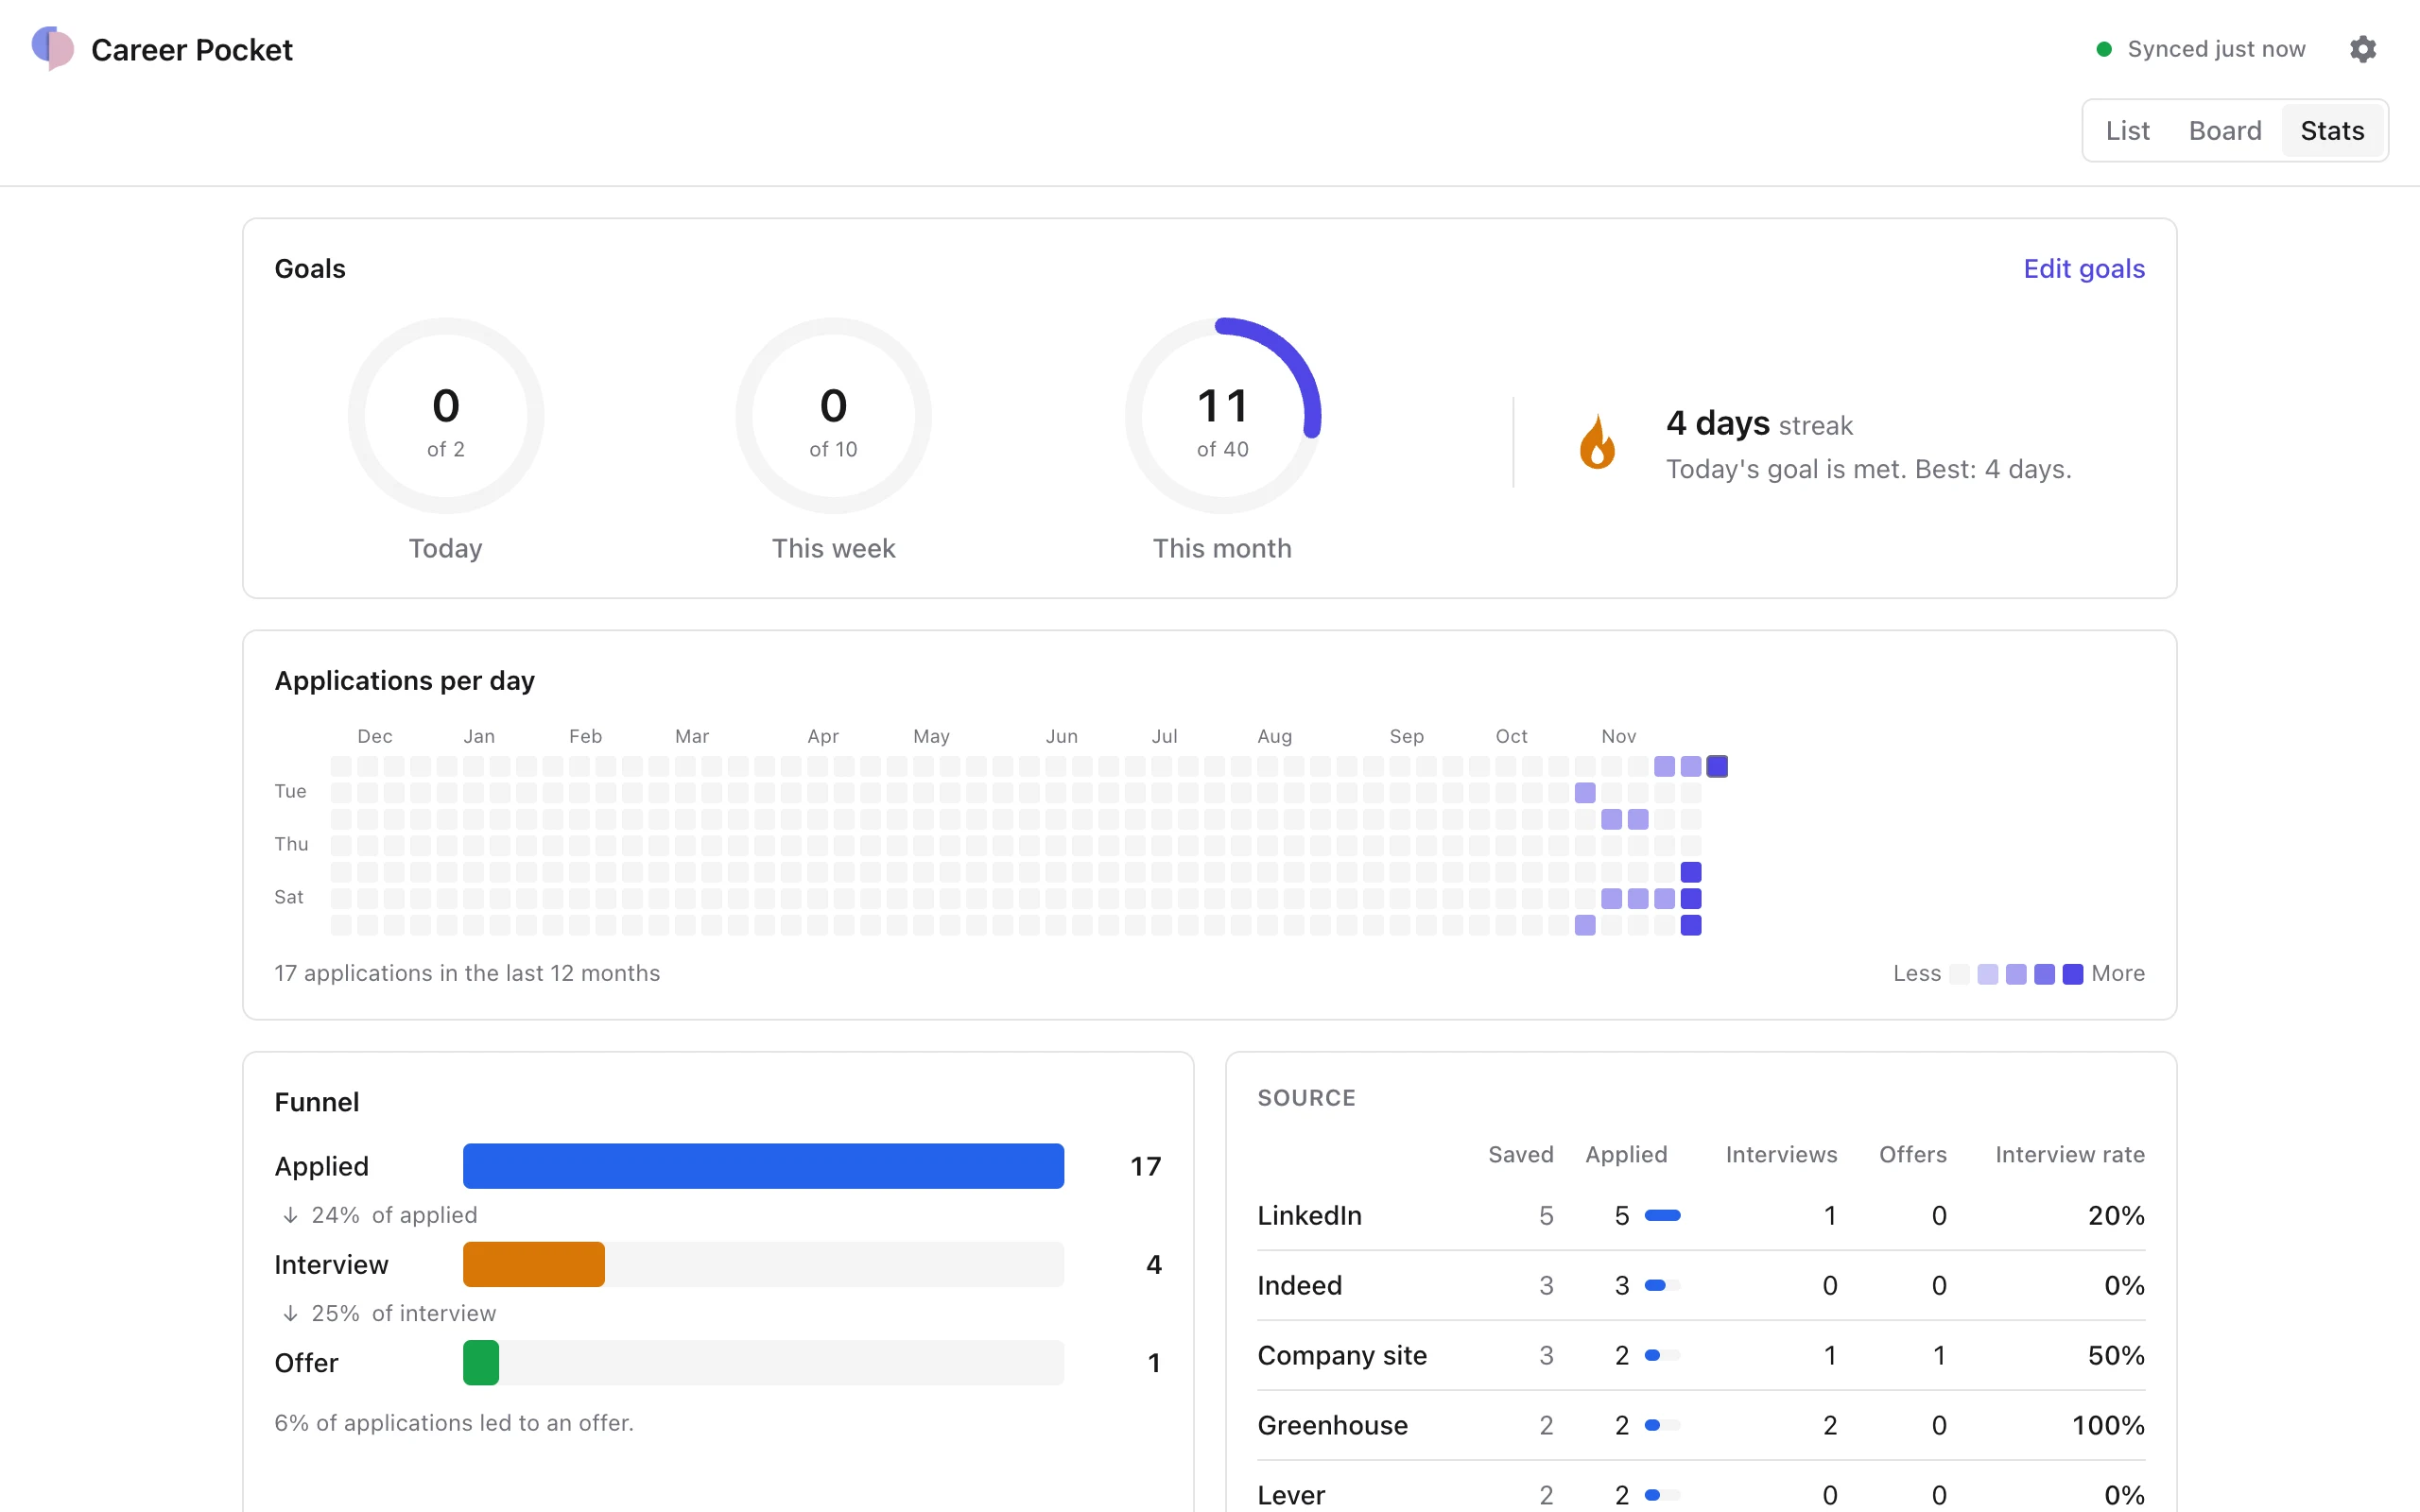 Career Pocket
Synced just now
List Board Stats
Goals
Edit goals
0
of 2
Today
0
of 10
This week
11
of 40
This month
4 days streak
Today's goal is met. Best: 4 days.
Applications per day
Dec Jan Feb Mar Apr May Jun Jul Aug Sep Oct Nov
Tue
Thu
Sat
17 applications in the last 12 months
Less More
Funnel
Applied 17
↓ 24% of applied
Interview 4
↓ 25% of interview
Offer 1
6% of applications led to an offer.
SOURCE
Saved Applied Interviews Offers Interview rate
LinkedIn 5 5 1 0 20%
Indeed 3 3 0 0 0%
Company site 3 2 1 1 50%
Greenhouse 2 2 2 0 100%
Lever 2 2 0 0 0%